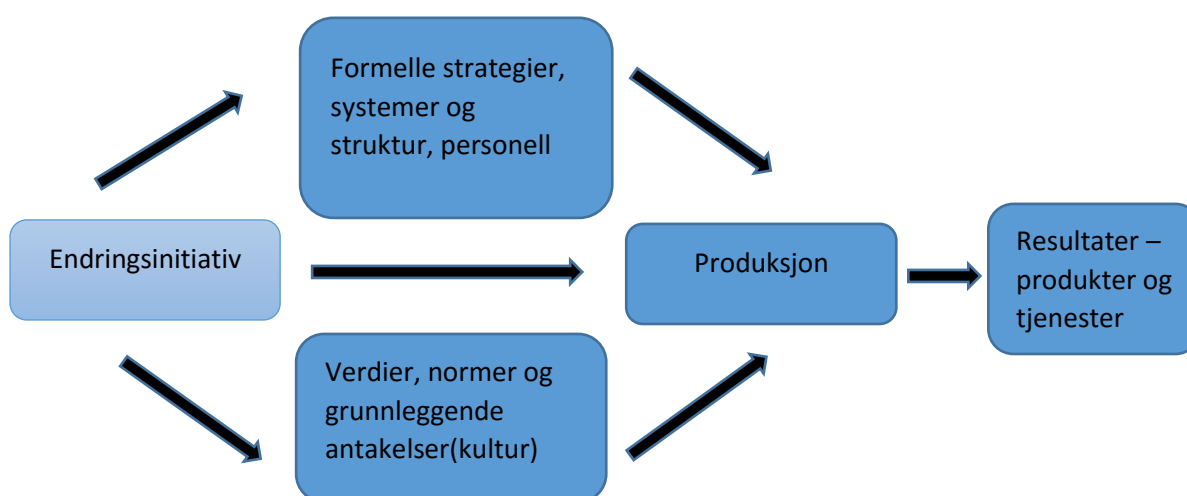 Formelle strategier,
systemer og
struktur, personell
Endringsinitiativ
Produksjon
Resultater –
produkter og
tjenester
Verdier, normer og
grunnleggende
antakelser(kultur)